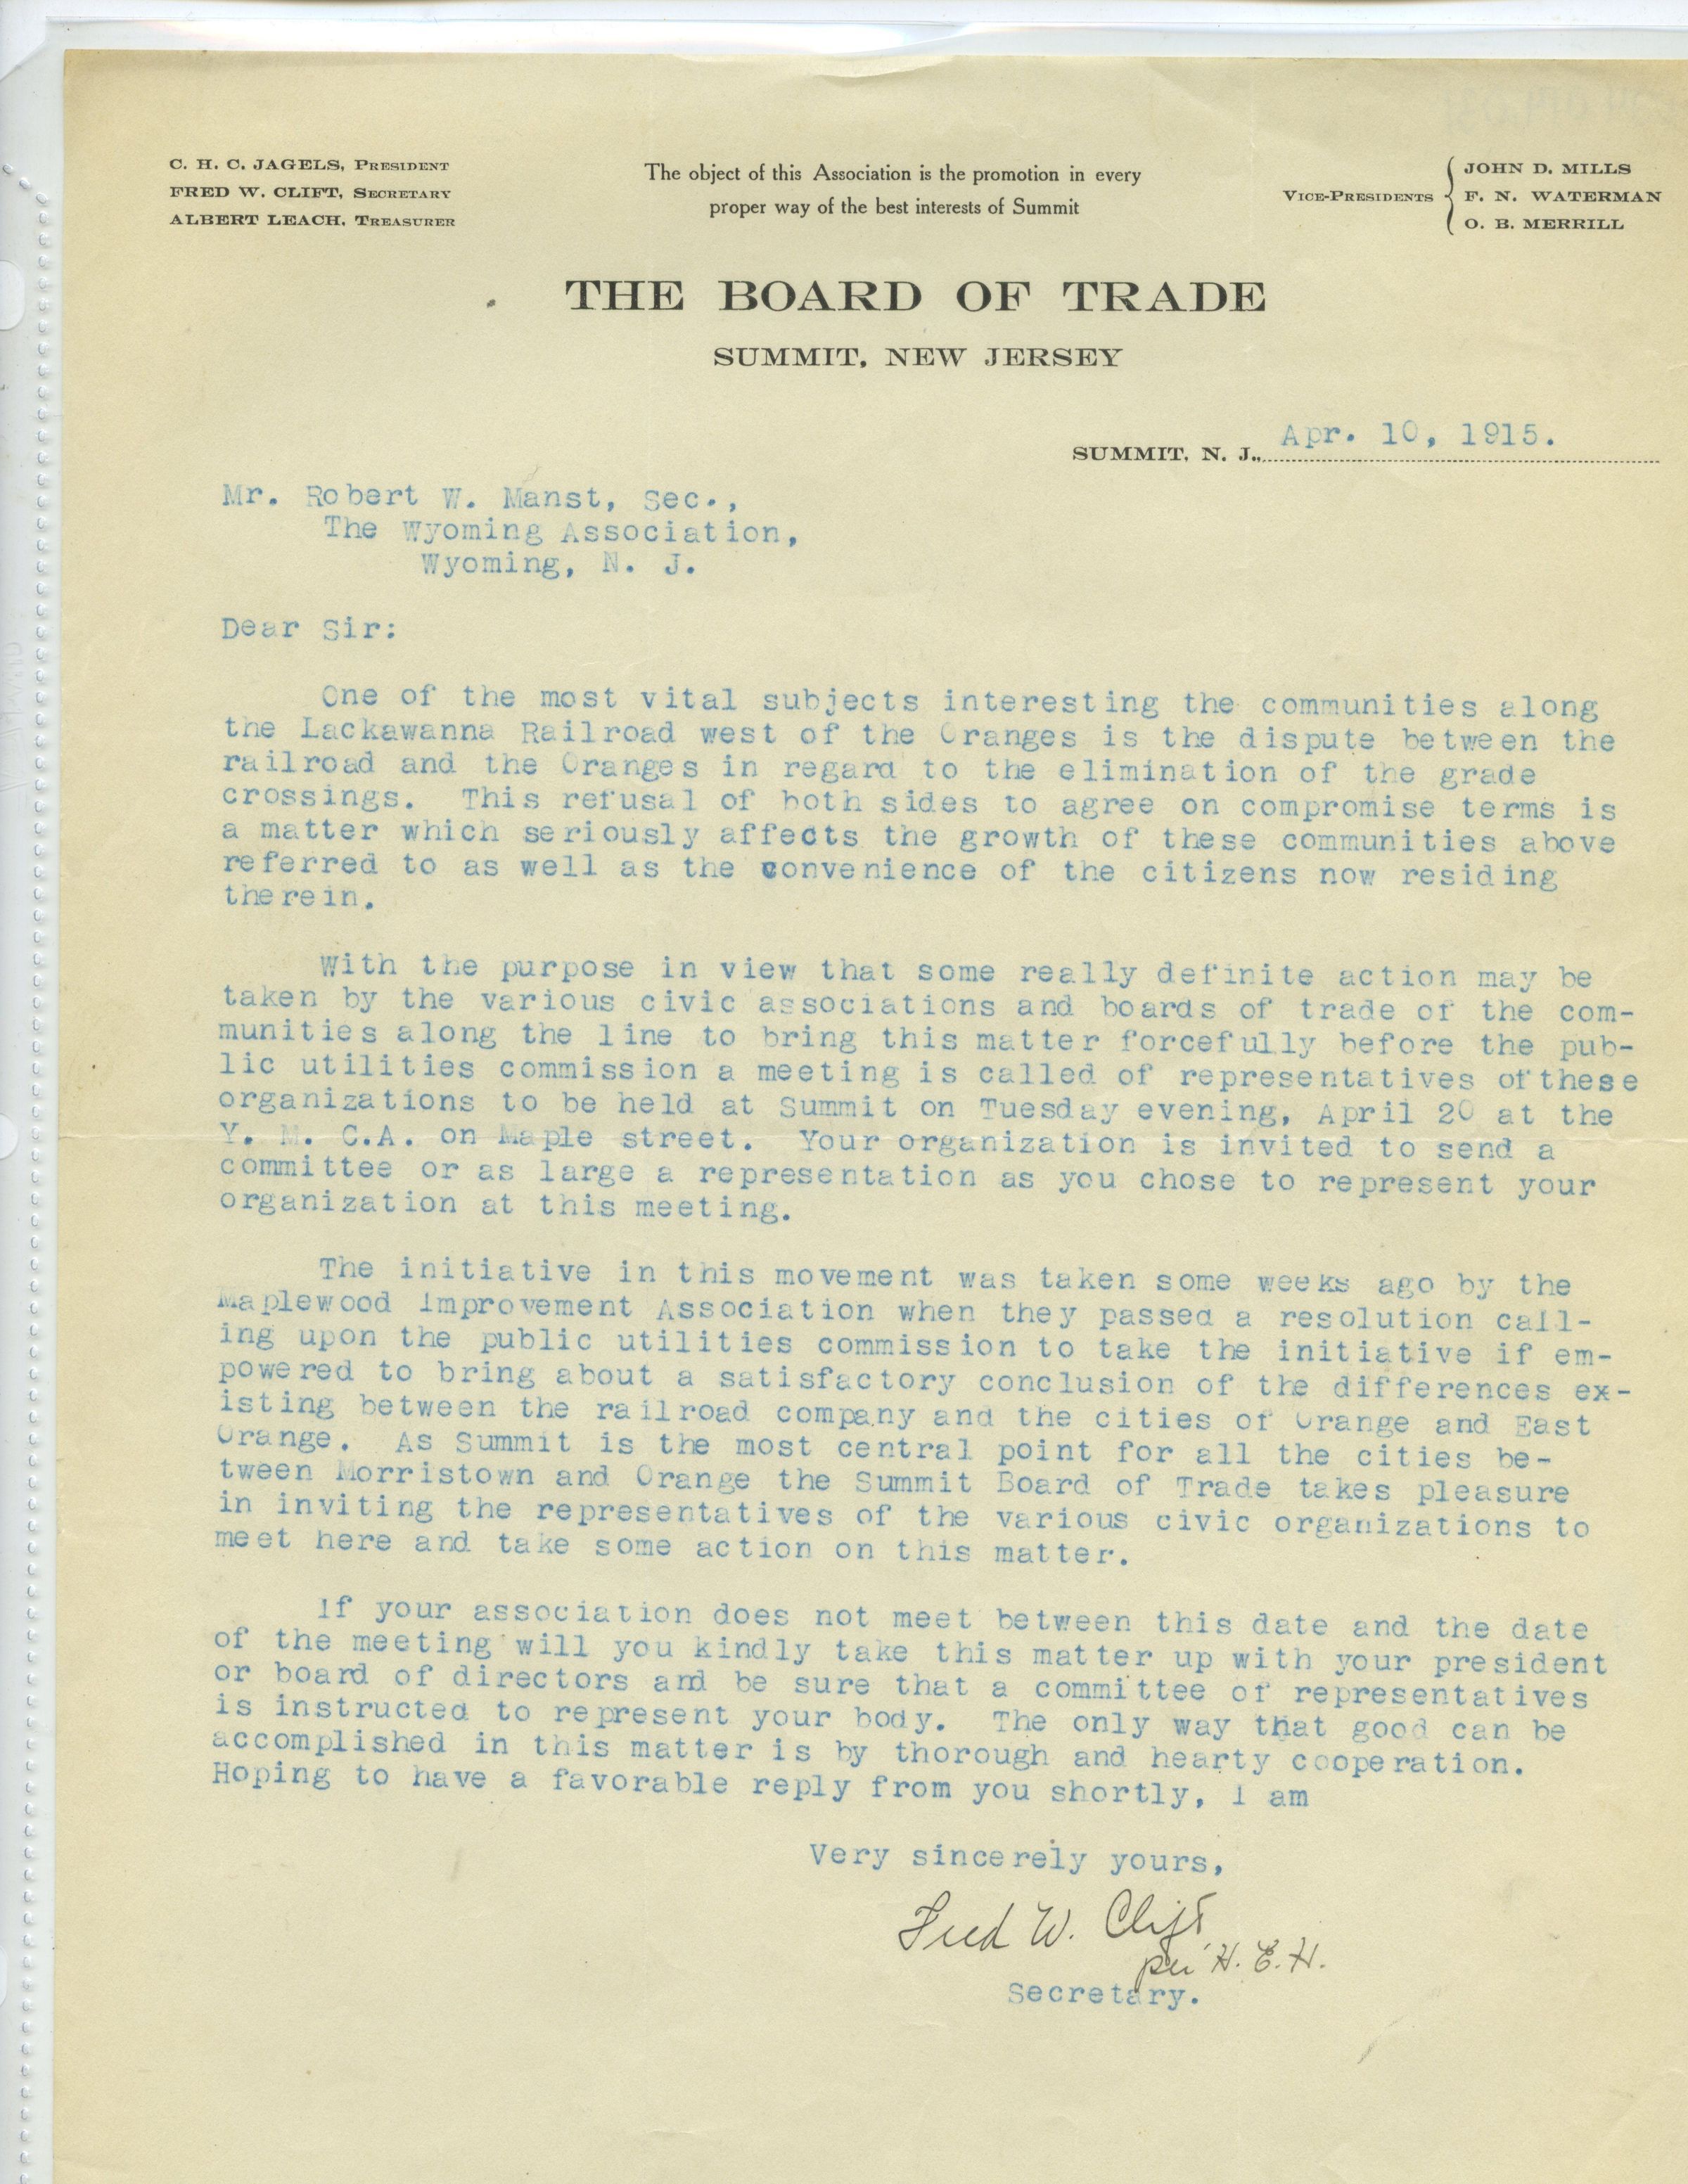 C. H. C. JAGELS, PRESIDENT
FRED W. CLIFT, SECRETARY
ALBERT LEACH, TREASURER
The object of this Association is the promotion in every
proper way of the best interests of Summit
VICE-PRESIDENTS
JOHN D. MILLS
F. N. WATERMAN
O. B. MERRILL
THE BOARD OF TRADE
SUMMIT, NEW JERSEY
SUMMIT, N. J., Apr. 10, 1915.
Mr. Robert W. Manst, Sec.,
The Wyoming Association,
Wyoming, N. J.
Dear Sir:
One of the most vital subjects interesting the communities along
the Lackawanna Railroad west of the Oranges is the dispute between the
railroad and the Oranges in regard to the elimination of the grade
crossings. This refusal of both sides to agree on compromise terms is
a matter which seriously affects the growth of these communities above
referred to as well as the convenience of the citizens now residing
therein.
With the purpose in view that some really definite action may be
taken by the various civic associations and boards of trade of the com-
munities along the line to bring this matter forcefully before the pub-
lic utilities commission a meeting is called of representatives of these
organizations to be held at Summit on Tuesday evening, April 20 at the
Y. M. C.A. on Maple street. Your organization is invited to send a
committee or as large a representation as you chose to represent your
organization at this meeting.
The initiative in this movement was taken some weeks ago by the
Maplewood Improvement Association when they passed a resolution call-
ing upon the public utilities commission to take the initiative if em-
powered to bring about a satisfactory conclusion of the differences ex-
isting between the railroad company and the cities of Orange and East
Orange. As Summit is the most central point for all the cities be-
tween Morristown and Orange the Summit Board of Trade takes pleasure
in inviting the representatives of the various civic organizations to
meet here and take some action on this matter.
If your association does not meet between this date and the date
of the meeting will you kindly take this matter up with your president
or board of directors and be sure that a committee of representatives
is instructed to represent your body. The only way that good can be
accomplished in this matter is by thorough and hearty cooperation.
Hoping to have a favorable reply from you shortly, I am
Very sincerely yours,
Fred W. Clift
per H. E. H.
Secretary.